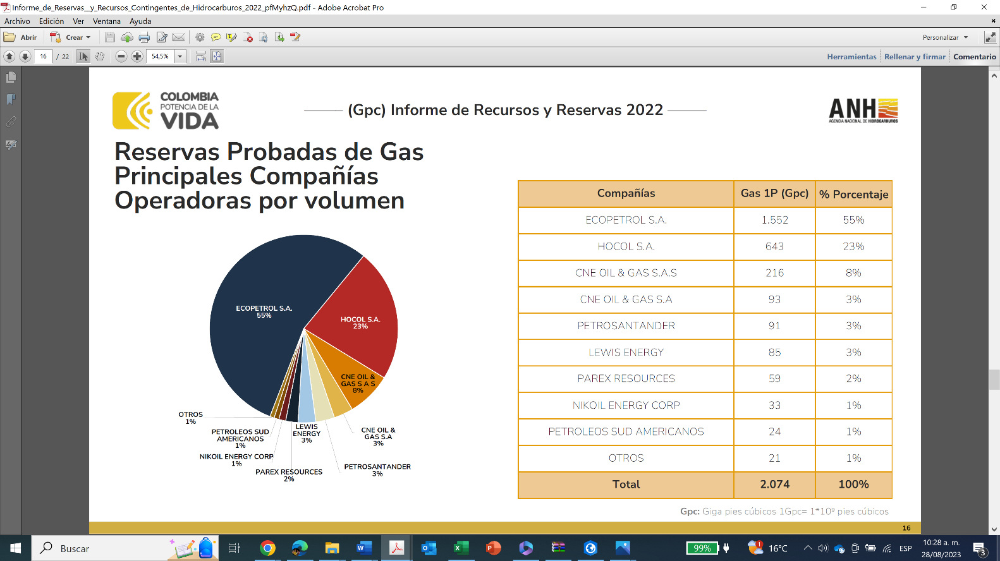 Informe_de_Reservas__y_Recursos_Contingentes_de_Hidrocarburos_2022_pfMyhzQ.pdf - Adobe Acrobat Pro
Archivo Edición Ver Ventana Ayuda
Abrir Crear Personalizar
16 / 22 54,5% Herramientas Rellenar y firmar Comentario
COLOMBIA
POTENCIA DE LA
VIDA
(Gpc) Informe de Recursos y Reservas 2022
ANH
AGENCIA NACIONAL DE HIDROCARBUROS
Reservas Probadas de Gas
Principales Compañías
Operadoras por volumen
ECOPETROL S.A.
55%
HOCOL S.A.
23%
CNE OIL &
GAS S A S
8%
OTROS
1%
PETROLEOS SUD
AMERICANOS
1%
NIKOIL ENERGY CORP
1%
PAREX RESOURCES
2%
LEWIS
ENERGY
3%
CNE OIL &
GAS S.A
3%
PETROSANTANDER
3%
Compañías Gas 1P (Gpc) % Porcentaje
ECOPETROL S.A. 1.552 55%
HOCOL S.A. 643 23%
CNE OIL & GAS S.A.S 216 8%
CNE OIL & GAS S.A 93 3%
PETROSANTANDER 91 3%
LEWIS ENERGY 85 3%
PAREX RESOURCES 59 2%
NIKOIL ENERGY CORP 33 1%
PETROLEOS SUD AMERICANOS 24 1%
OTROS 21 1%
Total 2.074 100%
Gpc: Giga pies cúbicos 1Gpc= 1*10⁹ pies cúbicos
16
Buscar 99% 1 16°C ESP 10:28 a. m.
28/08/2023 3